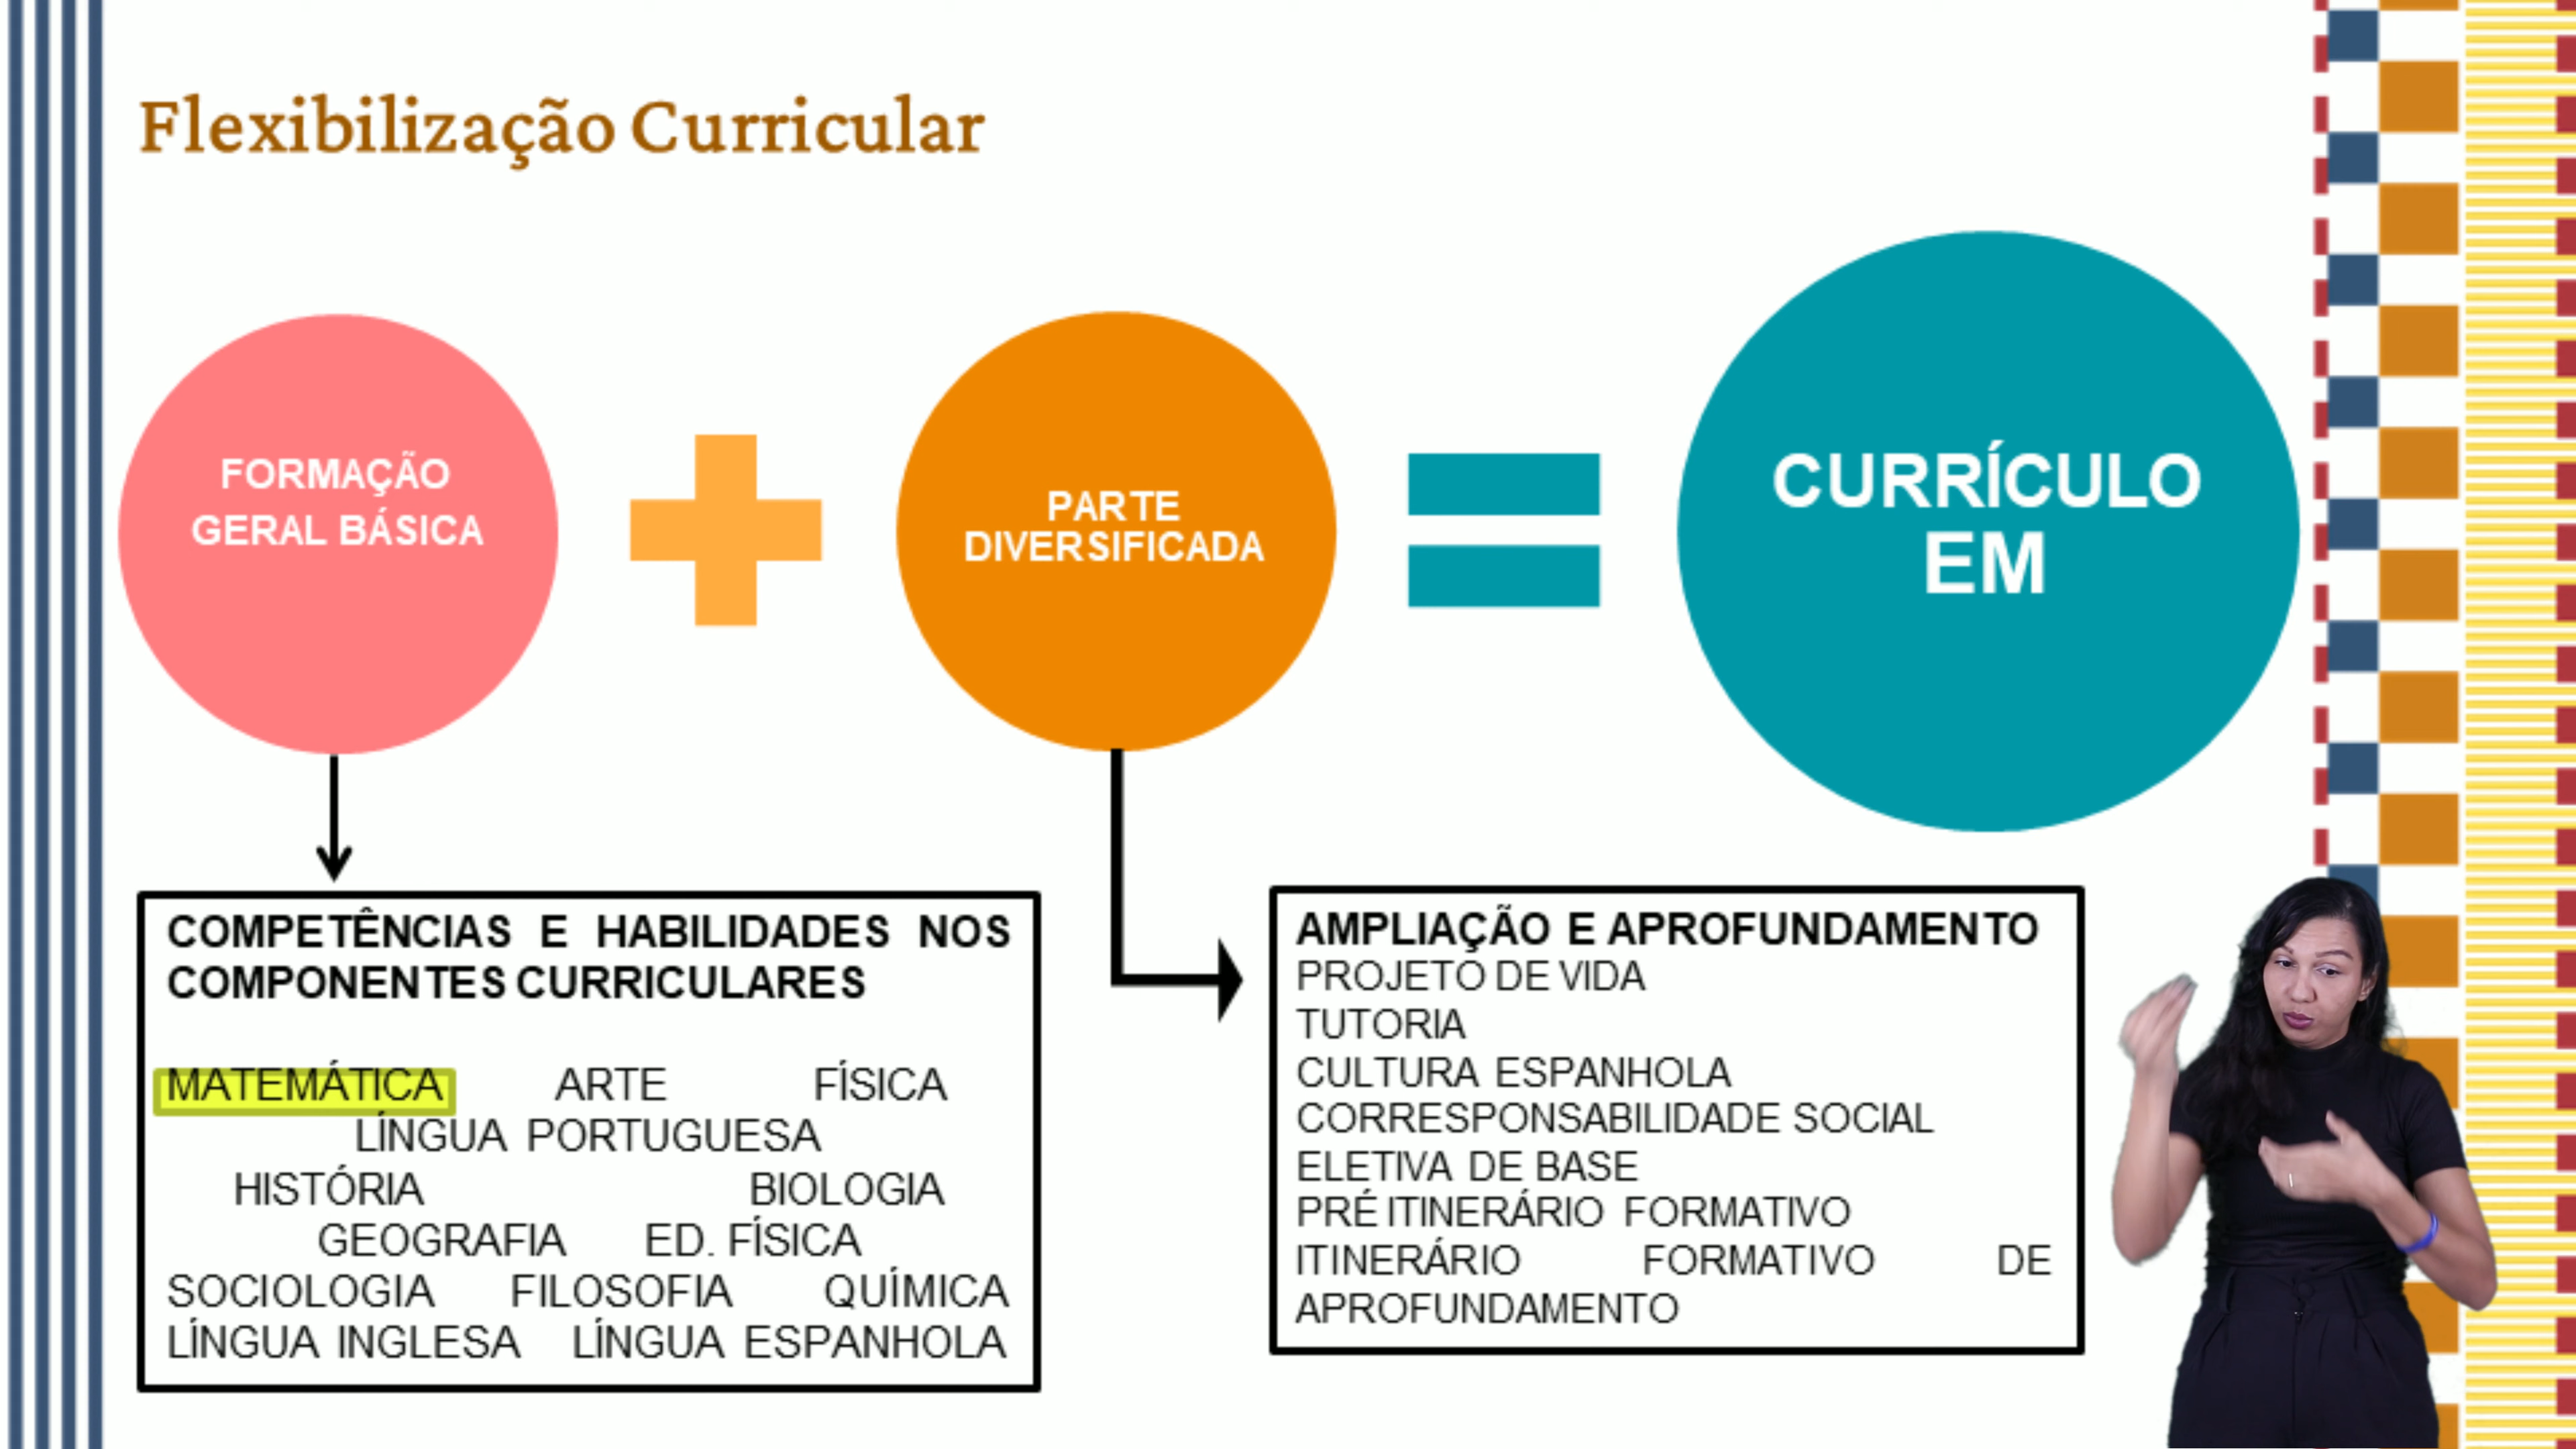 Flexibilização Curricular
FORMAÇÃO
GERAL BÁSICA
PARTE
DIVERSIFICADA
CURRÍCULO
EM
COMPETÊNCIAS E HABILIDADES NOS
COMPONENTES CURRICULARES
MATEMÁTICA ARTE FÍSICA
LÍNGUA PORTUGUESA
HISTÓRIA BIOLOGIA
GEOGRAFIA ED. FÍSICA
SOCIOLOGIA FILOSOFIA QUÍMICA
LÍNGUA INGLESA LÍNGUA ESPANHOLA
AMPLIAÇÃO E APROFUNDAMENTO
PROJETO DE VIDA
TUTORIA
CULTURA ESPANHOLA
CORRESPONSABILIDADE SOCIAL
ELETIVA DE BASE
PRÉ ITINERÁRIO FORMATIVO
ITINERÁRIO FORMATIVO DE
APROFUNDAMENTO